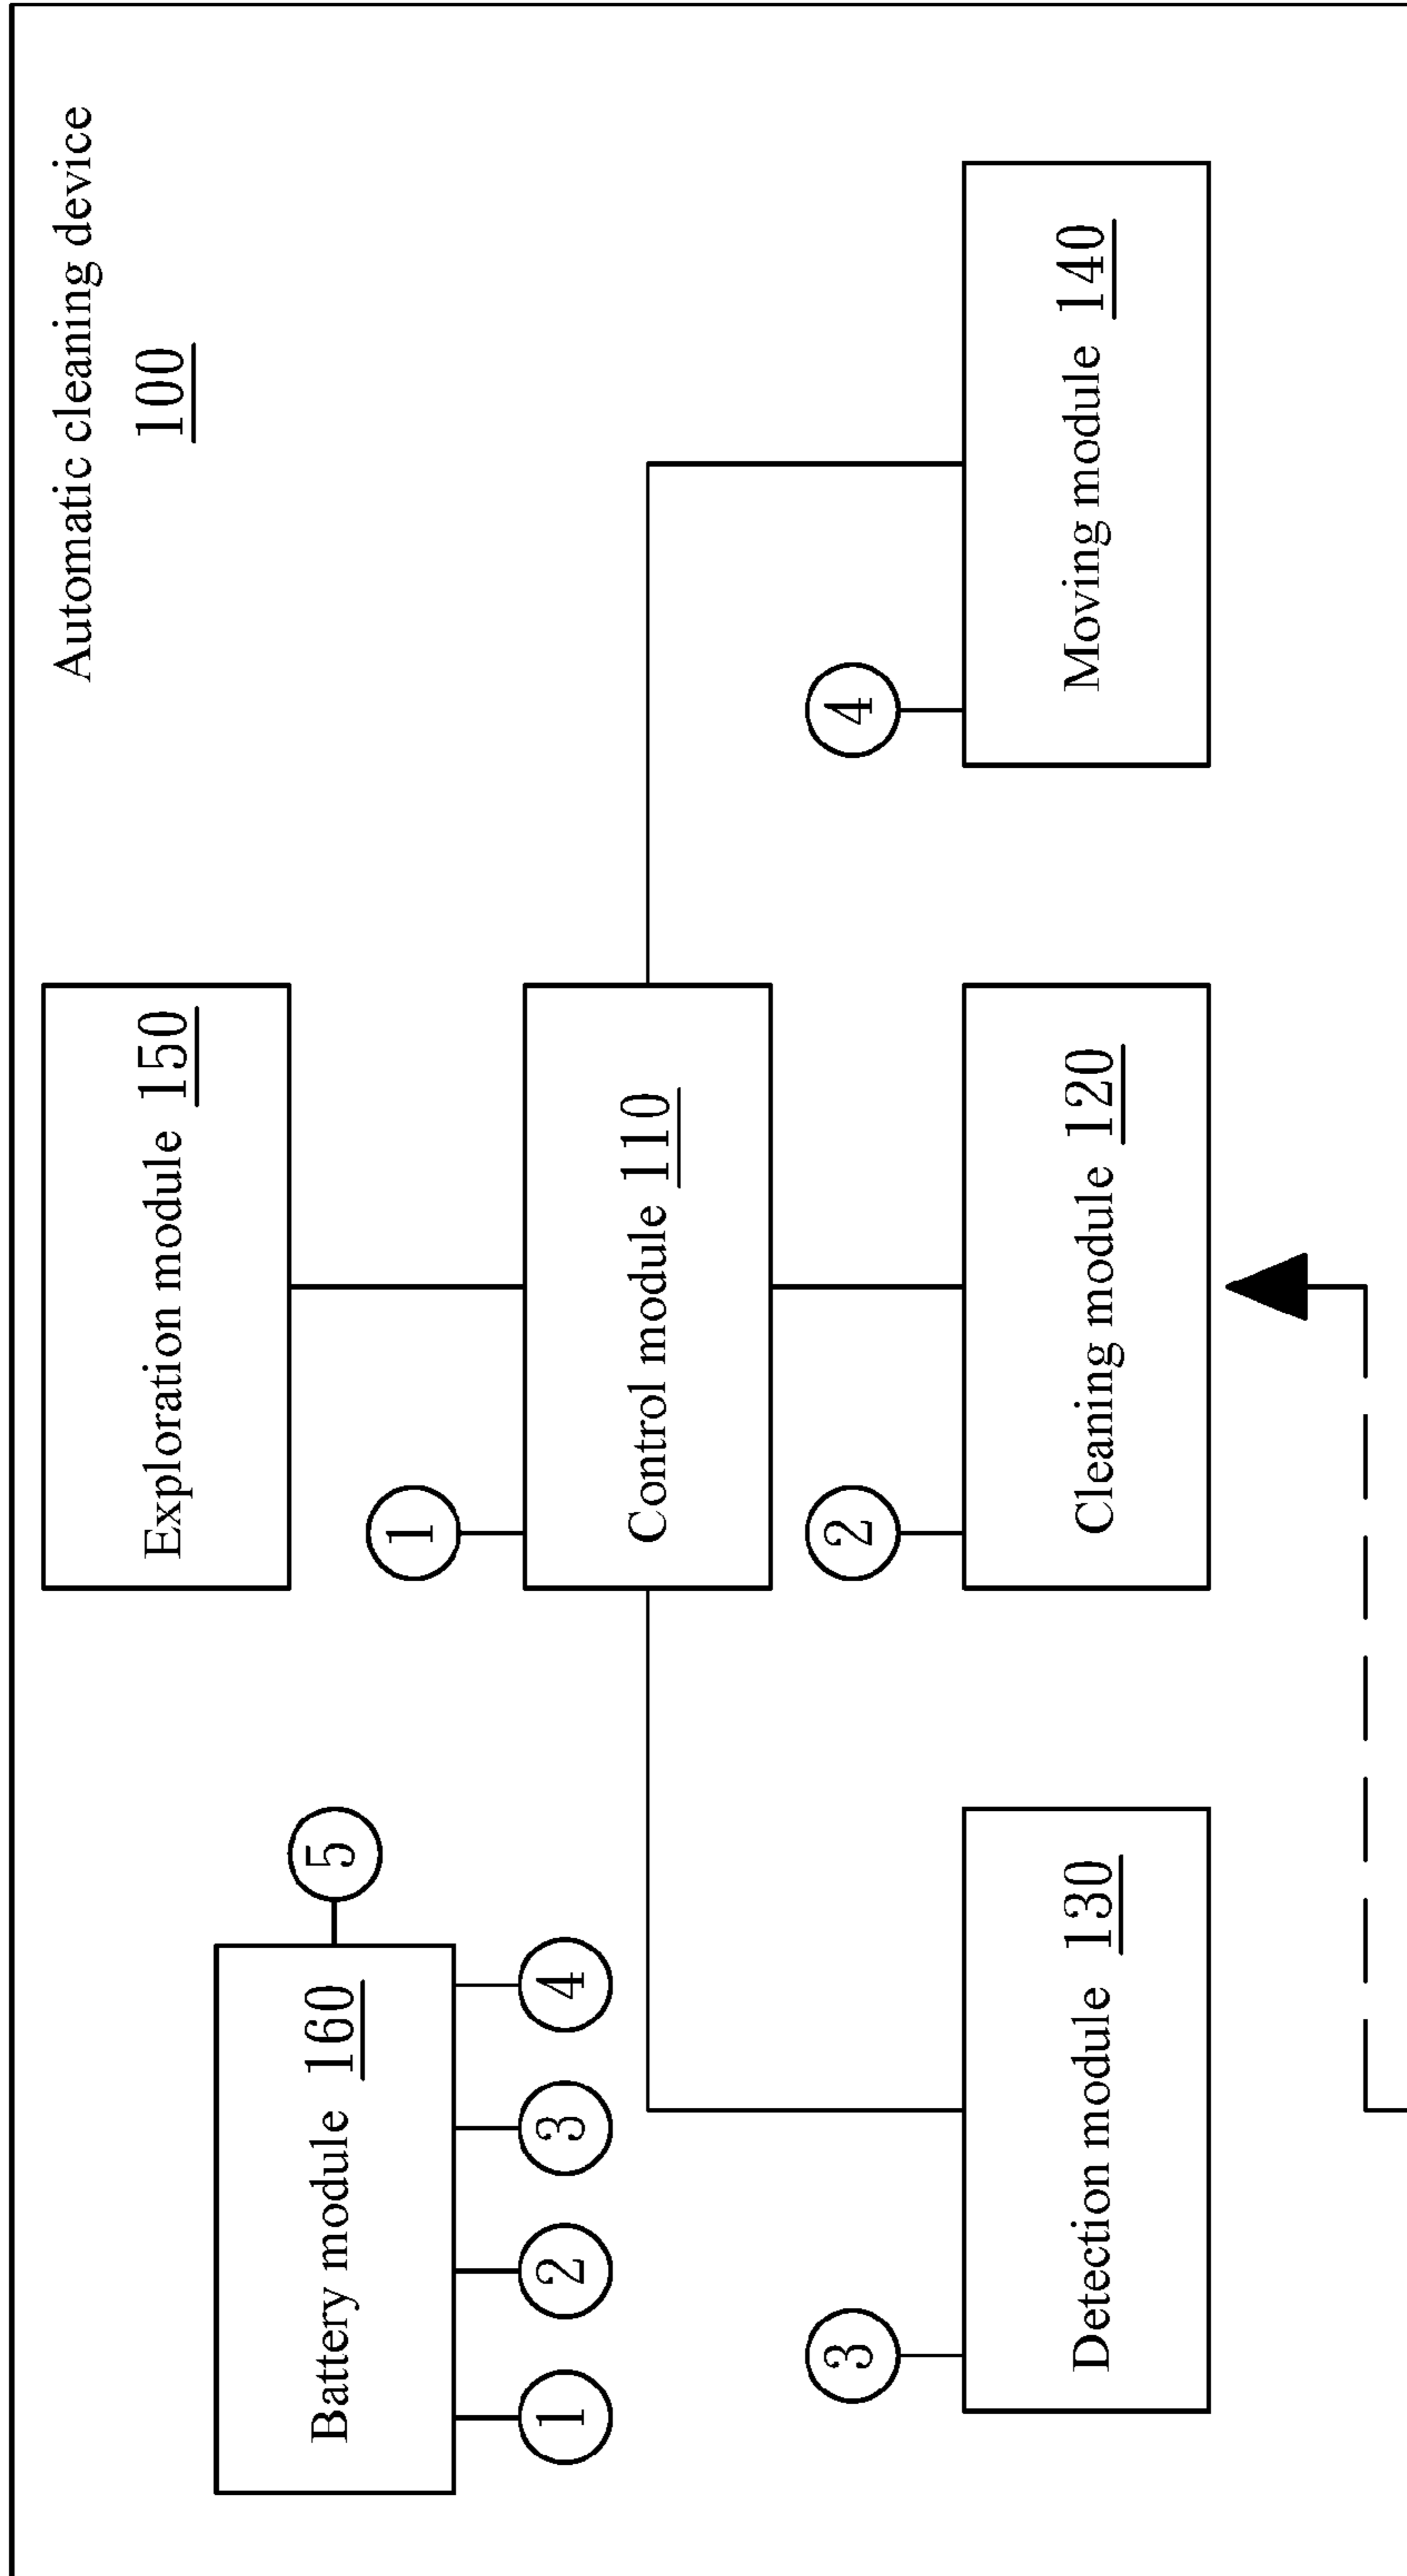 Automatic cleaning device
100
Exploration module 150
Battery module 160
5
1
2
3
4
1
Control module 110
3
2
4
Detection module 130
Cleaning module 120
Moving module 140